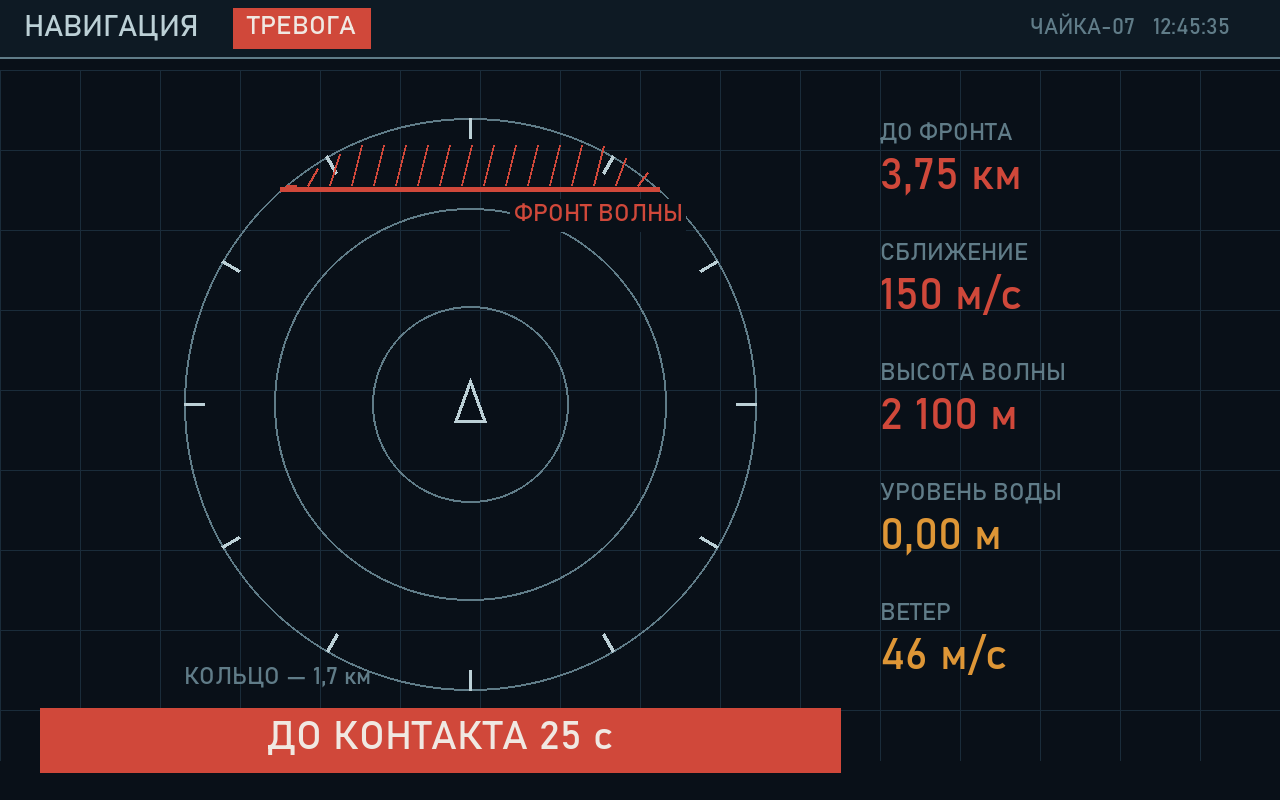 НАВИГАЦИЯ
ТРЕВОГА
ЧАЙКА-07 12:45:35
ДО ФРОНТА
3,75 км
ФРОНТ ВОЛНЫ
СБЛИЖЕНИЕ
150 м/с
ВЫСОТА ВОЛНЫ
2 100 м
УРОВЕНЬ ВОДЫ
0,00 м
ВЕТЕР
46 м/с
КОЛЬЦО — 1,7 км
ДО КОНТАКТА 25 с